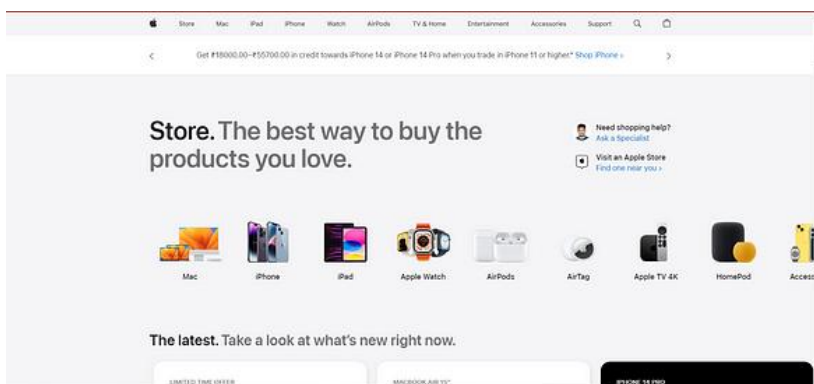 Store Mac iPad iPhone Watch AirPods TV & Home Entertainment Accessories Support
Get ₹18000.00–₹55700.00 in credit towards iPhone 14 or iPhone 14 Pro when you trade in iPhone 11 or higher.* Shop iPhone >
Store. The best way to buy the
products you love.
Need shopping help?
Ask a Specialist
Visit an Apple Store
Find one near you >
Mac iPhone iPad Apple Watch AirPods AirTag Apple TV 4K HomePod Access
The latest. Take a look at what's new right now.
LIMITED TIME OFFER
MACBOOK AIR 15"
IPHONE 14 PRO